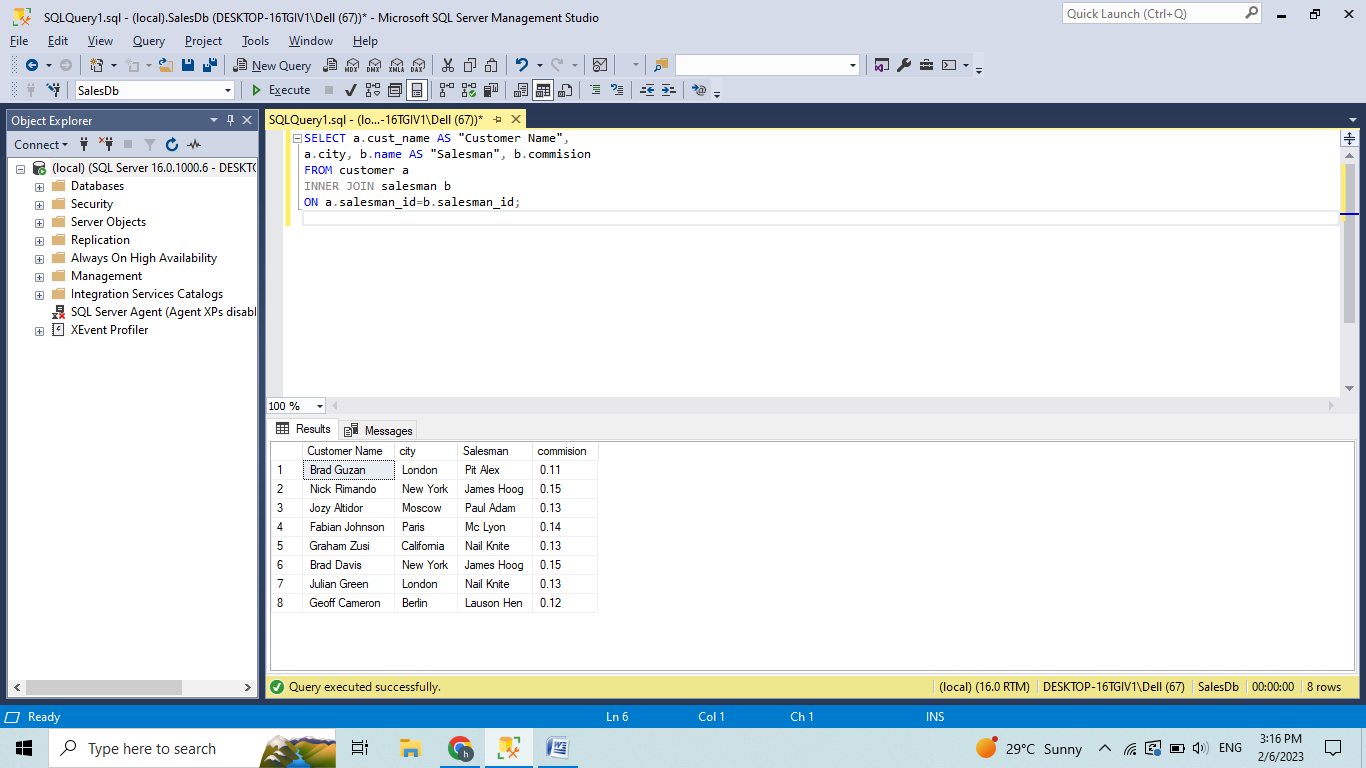 SQLQuery1.sql - (local).SalesDb (DESKTOP-16TGIV1\Dell (67))* - Microsoft SQL Server Management Studio
Quick Launch (Ctrl+Q)
File Edit View Query Project Tools Window Help
New Query MDX DMX XMLA DAX
SalesDb Execute
Object Explorer
SQLQuery1.sql - (lo...-16TGIV1\Dell (67))*
Connect
(local) (SQL Server 16.0.1000.6 - DESKTO
Databases
Security
Server Objects
Replication
Always On High Availability
Management
Integration Services Catalogs
SQL Server Agent (Agent XPs disabl
XEvent Profiler
SELECT a.cust_name AS "Customer Name",
a.city, b.name AS "Salesman", b.commision
FROM customer a
INNER JOIN salesman b
ON a.salesman_id=b.salesman_id;
100 %
Results Messages
Customer Name city Salesman commision
1 Brad Guzan London Pit Alex 0.11
2 Nick Rimando New York James Hoog 0.15
3 Jozy Altidor Moscow Paul Adam 0.13
4 Fabian Johnson Paris Mc Lyon 0.14
5 Graham Zusi California Nail Knite 0.13
6 Brad Davis New York James Hoog 0.15
7 Julian Green London Nail Knite 0.13
8 Geoff Cameron Berlin Lauson Hen 0.12
Query executed successfully. (local) (16.0 RTM) DESKTOP-16TGIV1\Dell (67) SalesDb 00:00:00 8 rows
Ready Ln 6 Col 1 Ch 1 INS
Type here to search
29°C Sunny ENG
3:16 PM
2/6/2023